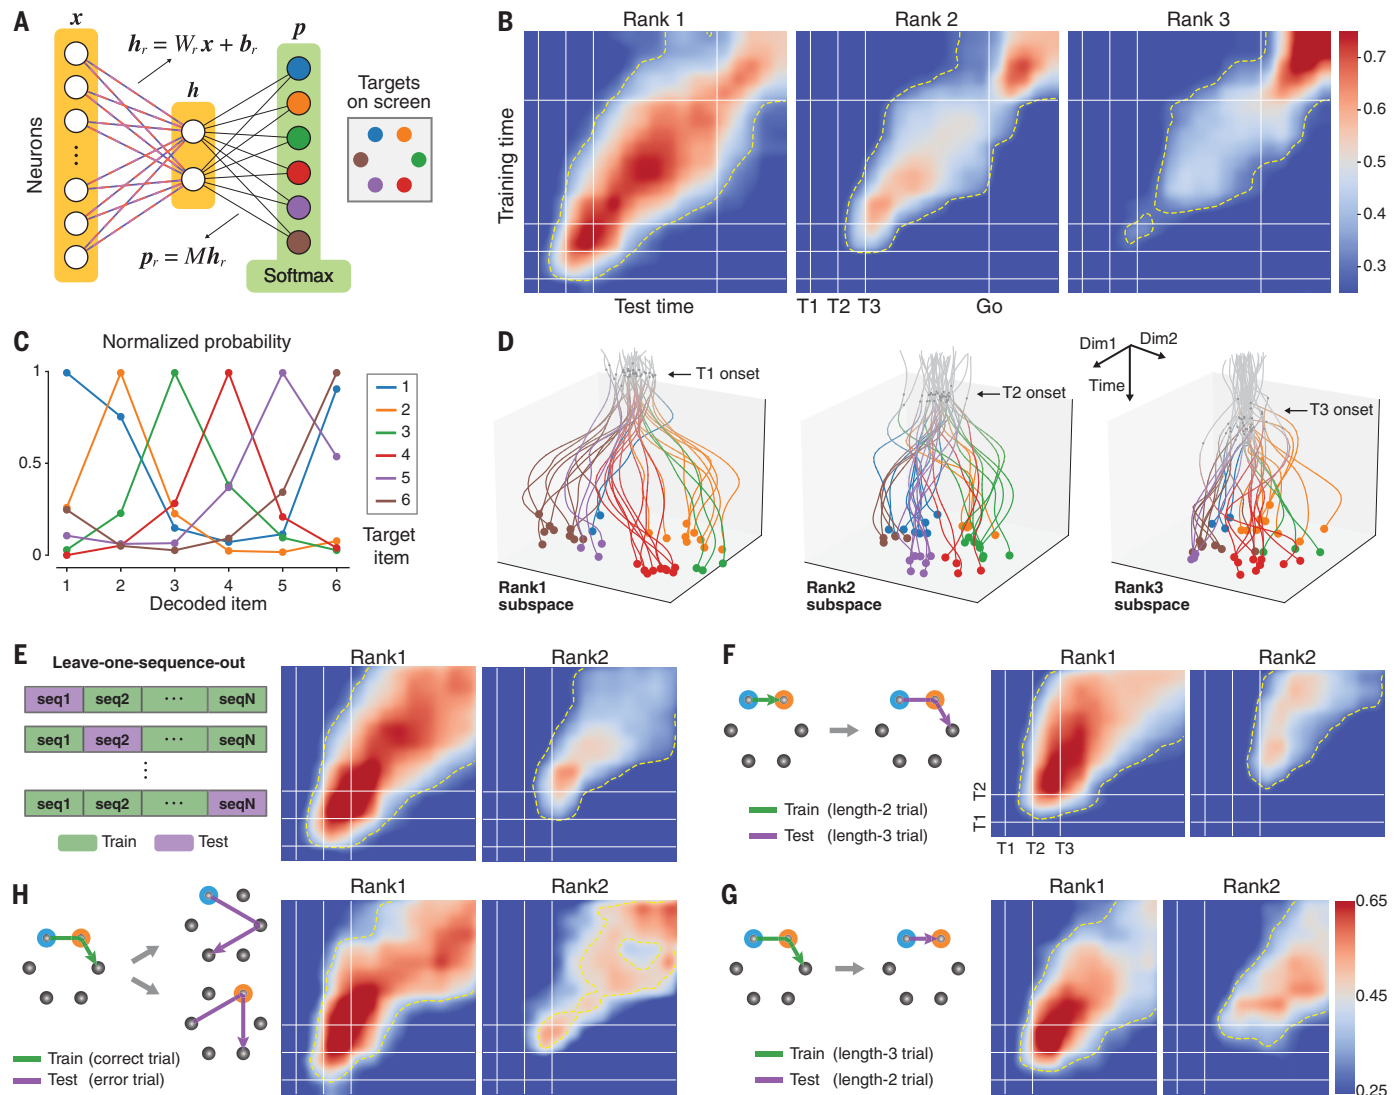 A
x
h_r = W_r x + b_r
h
p
Neurons
...
p_r = M h_r
Softmax
Targets
on screen
B
Rank 1
Rank 2
Rank 3
Training time
Test time
T1 T2 T3
Go
0.7
0.6
0.5
0.4
0.3
C
Normalized probability
1
0.5
0
1 2 3 4 5 6
Decoded item
1
2
3
4
5
6
Target
item
D
T1 onset
Rank1
subspace
T2 onset
Rank2
subspace
Dim1
Dim2
Time
T3 onset
Rank3
subspace
E
Leave-one-sequence-out
seq1 seq2 ... seqN
seq1 seq2 ... seqN
...
seq1 seq2 ... seqN
Train
Test
Rank1
Rank2
F
Train (length-2 trial)
Test (length-3 trial)
Rank1
Rank2
T2
T1
T1 T2 T3
H
Train (correct trial)
Test (error trial)
Rank1
Rank2
G
Train (length-3 trial)
Test (length-2 trial)
Rank1
Rank2
0.65
0.45
0.25